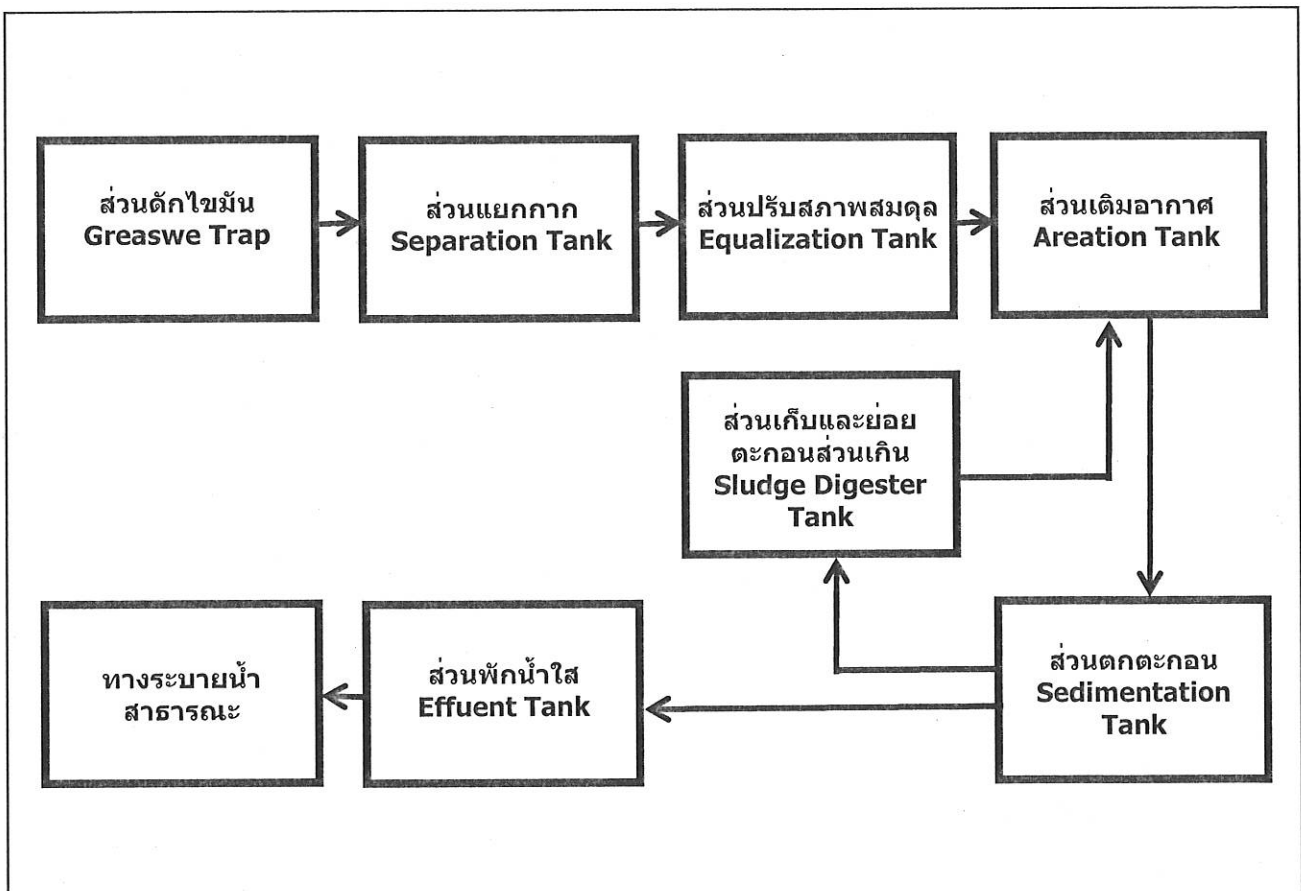 ส่วนดักไขมัน
Greaswe Trap
ส่วนแยกกาก
Separation Tank
ส่วนปรับสภาพสมดุล
Equalization Tank
ส่วนเติมอากาศ
Areation Tank
ส่วนเก็บและย่อย
ตะกอนส่วนเกิน
Sludge Digester
Tank
ทางระบายน้ำ
สาธารณะ
ส่วนพักน้ำใส
Effuent Tank
ส่วนตกตะกอน
Sedimentation
Tank